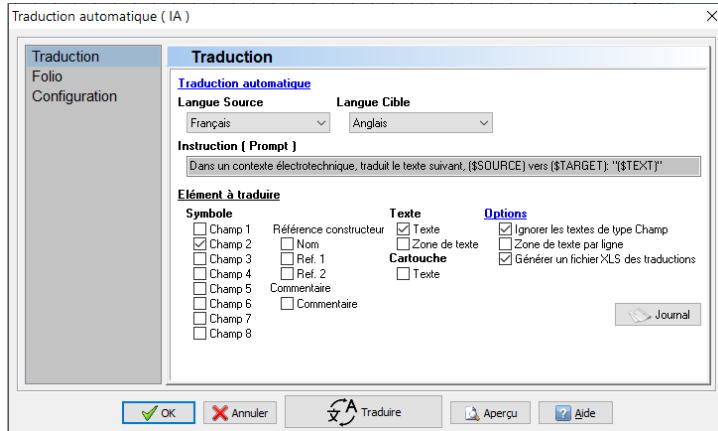 Traduction automatique ( IA )
Traduction
Folio
Configuration
Traduction
Traduction automatique
Langue Source Langue Cible
Français Anglais
Instruction ( Prompt )
Dans un contexte électrotechnique, traduit le texte suivant, ($SOURCE) vers ($TARGET): "($TEXT)"
Elément à traduire
Symbole Texte Options
Champ 1 Référence constructeur Texte Ignorer les textes de type Champ
Champ 2 Nom Zone de texte Zone de texte par ligne
Champ 3 Ref. 1 Cartouche Générer un fichier XLS des traductions
Champ 4 Ref. 2 Texte
Champ 5 Commentaire
Champ 6 Commentaire
Champ 7
Champ 8
Journal
OK Annuler Traduire Aperçu Aide